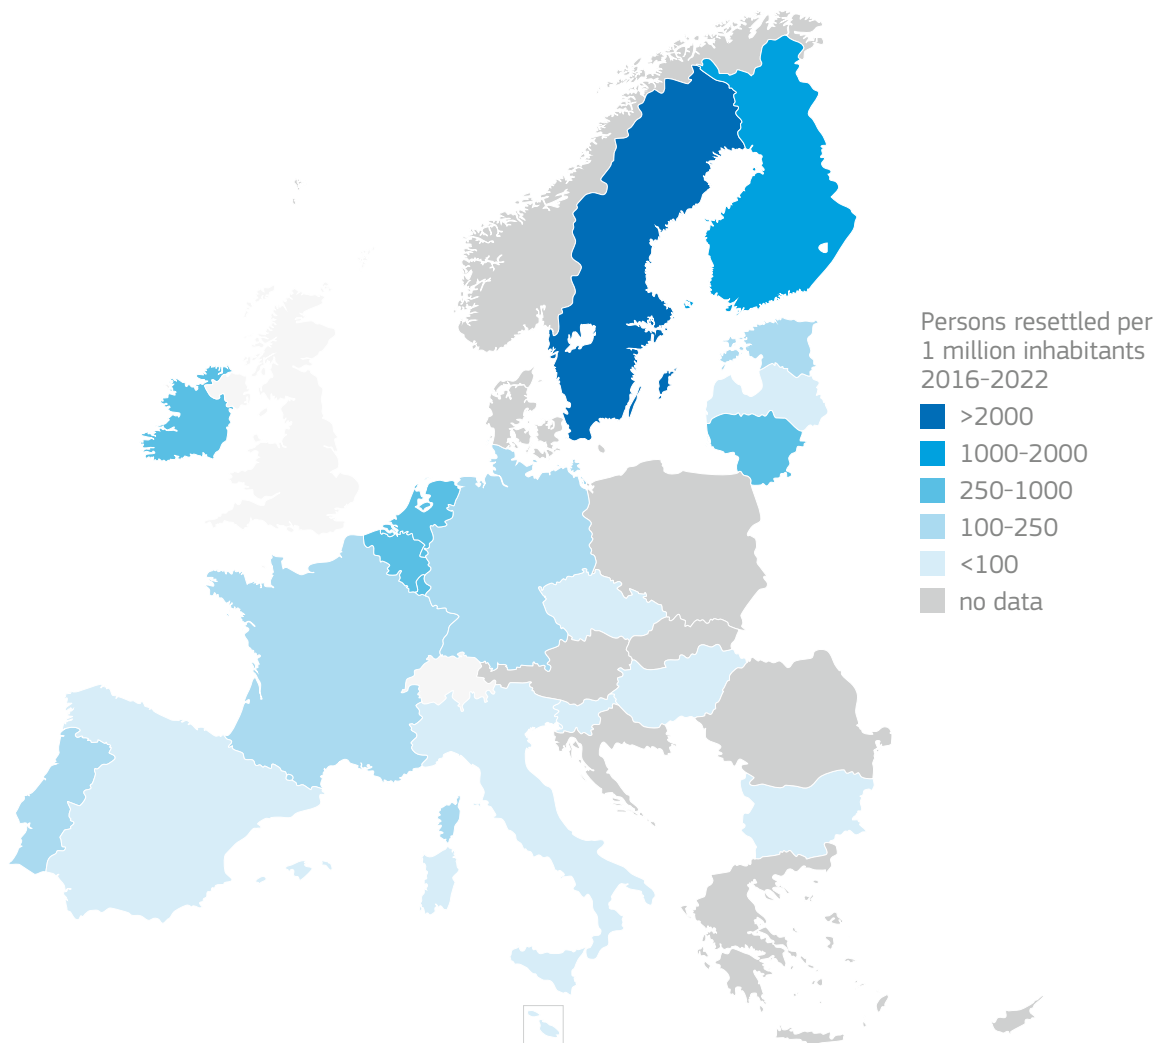 Persons resettled per
1 million inhabitants
2016-2022
>2000
1000-2000
250-1000
100-250
<100
no data